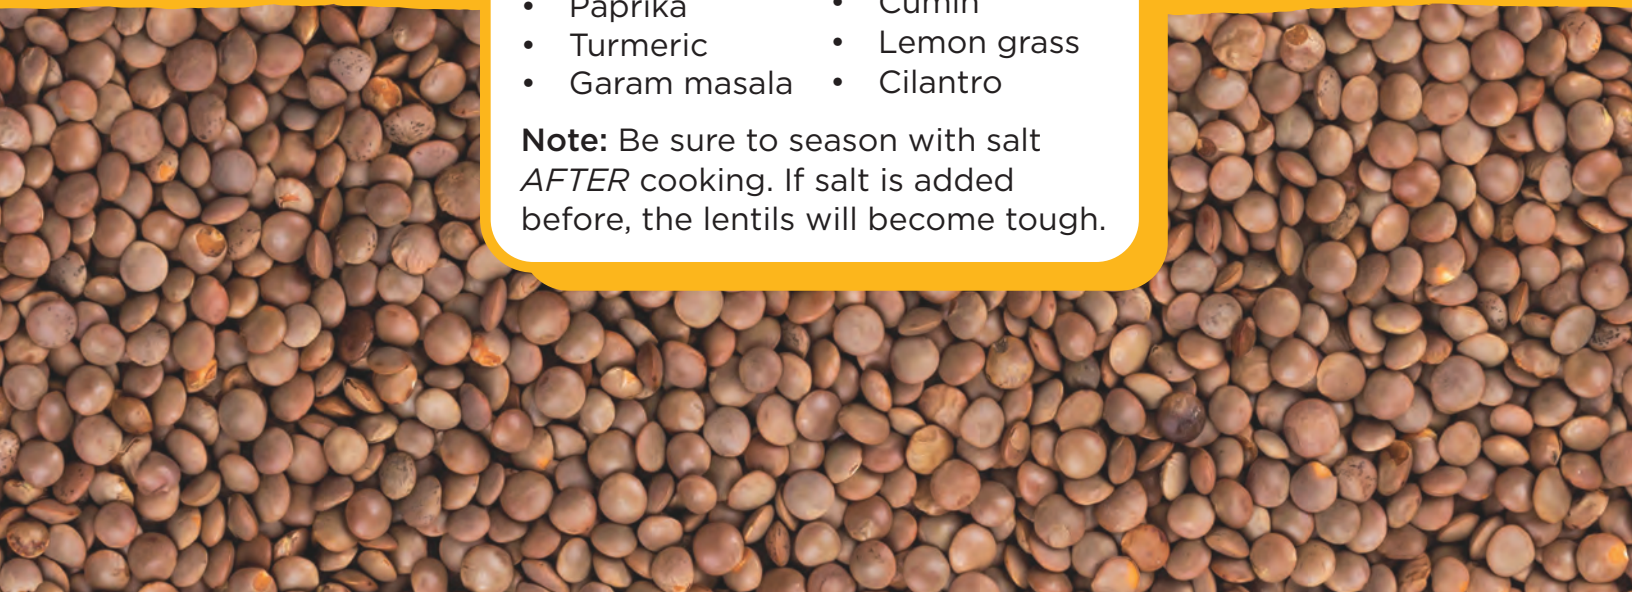 • Paprika
• Turmeric
• Garam masala
• Cumin
• Lemon grass
• Cilantro
Note: Be sure to season with salt
AFTER cooking. If salt is added
before, the lentils will become tough.